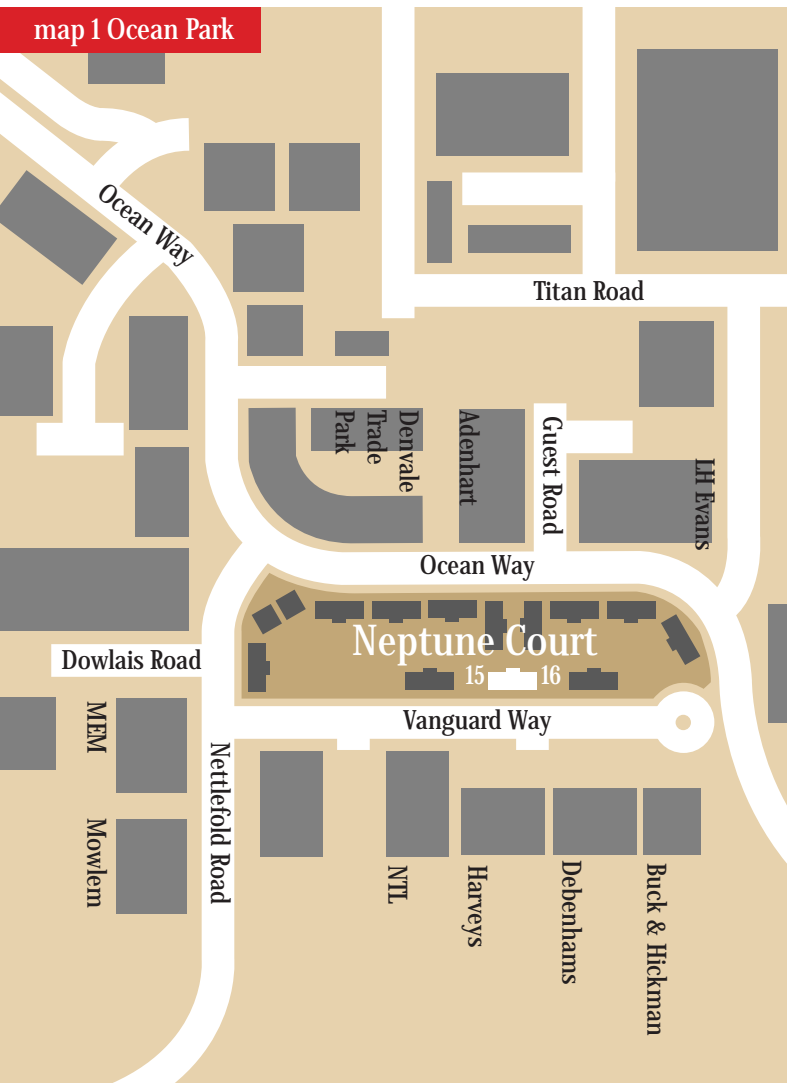 map 1 Ocean Park
Ocean Way
Titan Road
Denvale
Trade
Park
Adenhart
Guest Road
LH Evans
Ocean Way
Neptune Court
15
16
Dowlais Road
Vanguard Way
MEM
Nettlefold Road
Mowlem
NTL
Harveys
Debenhams
Buck & Hickman